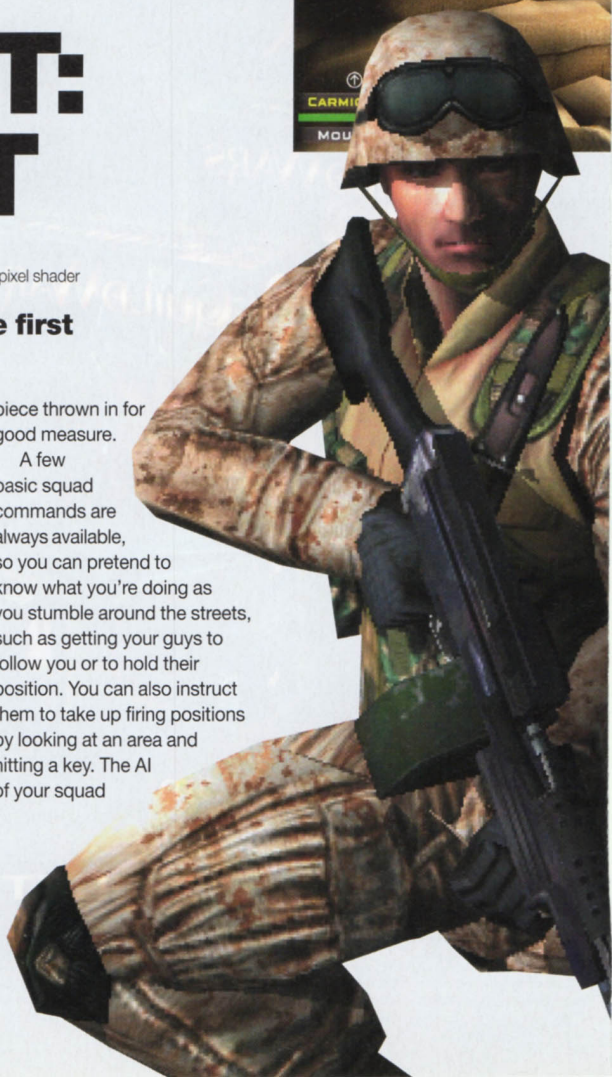 T:
CARMIC
MOU
T
pixel shader
e first
piece thrown in for
good measure.
A few
basic squad
commands are
always available,
so you can pretend to
know what you're doing as
you stumble around the streets,
such as getting your guys to
follow you or to hold their
position. You can also instruct
them to take up firing positions
by looking at an area and
hitting a key. The AI
of your squad